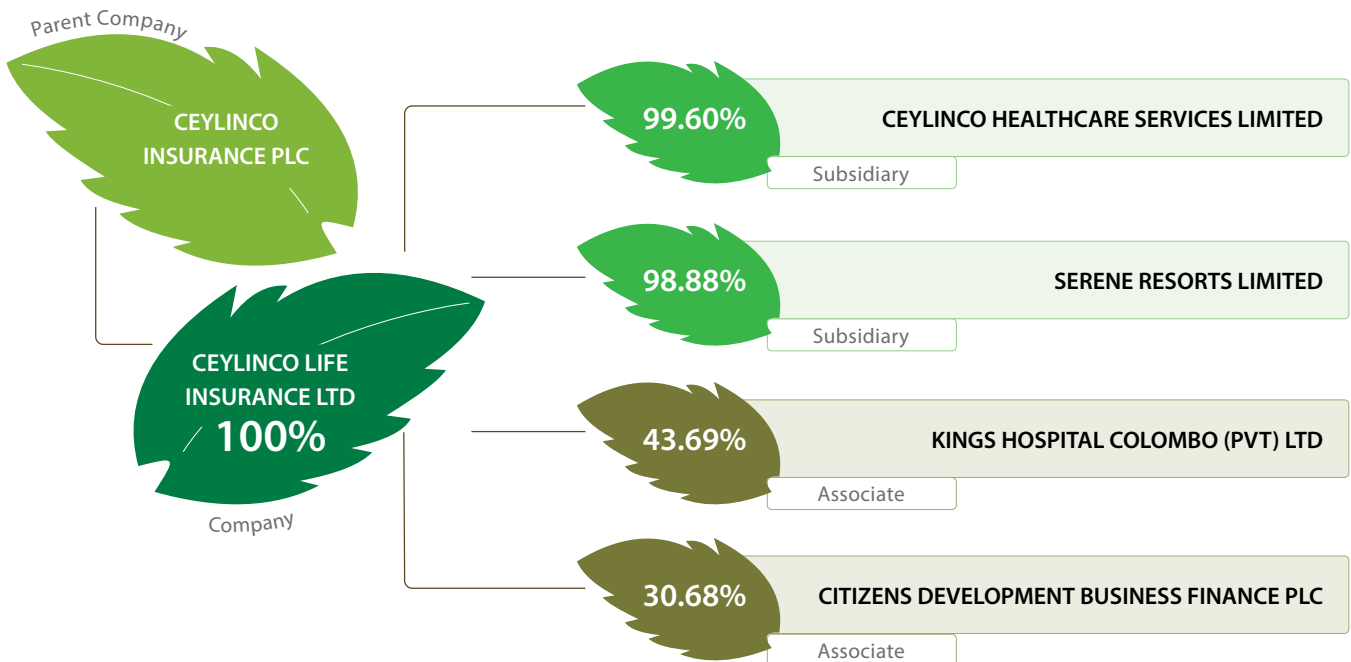 Parent Company
CEYLINCO
INSURANCE PLC
CEYLINCO LIFE
INSURANCE LTD
100%
Company
99.60%
CEYLINCO HEALTHCARE SERVICES LIMITED
Subsidiary
98.88%
SERENE RESORTS LIMITED
Subsidiary
43.69%
KINGS HOSPITAL COLOMBO (PVT) LTD
Associate
30.68%
CITIZENS DEVELOPMENT BUSINESS FINANCE PLC
Associate